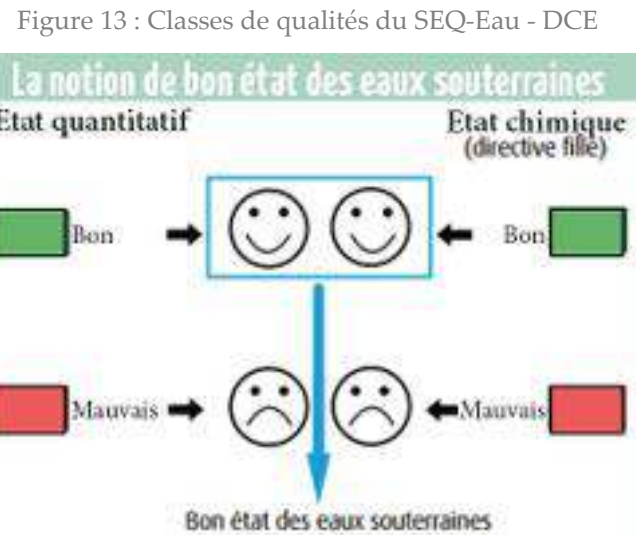 Figure 13 : Classes de qualités du SEQ-Eau - DCE
La notion de bon état des eaux souterraines
Etat quantitatif
Etat chimique
(directive fille)
Bon
Bon
Mauvais
Mauvais
Bon état des eaux souterraines